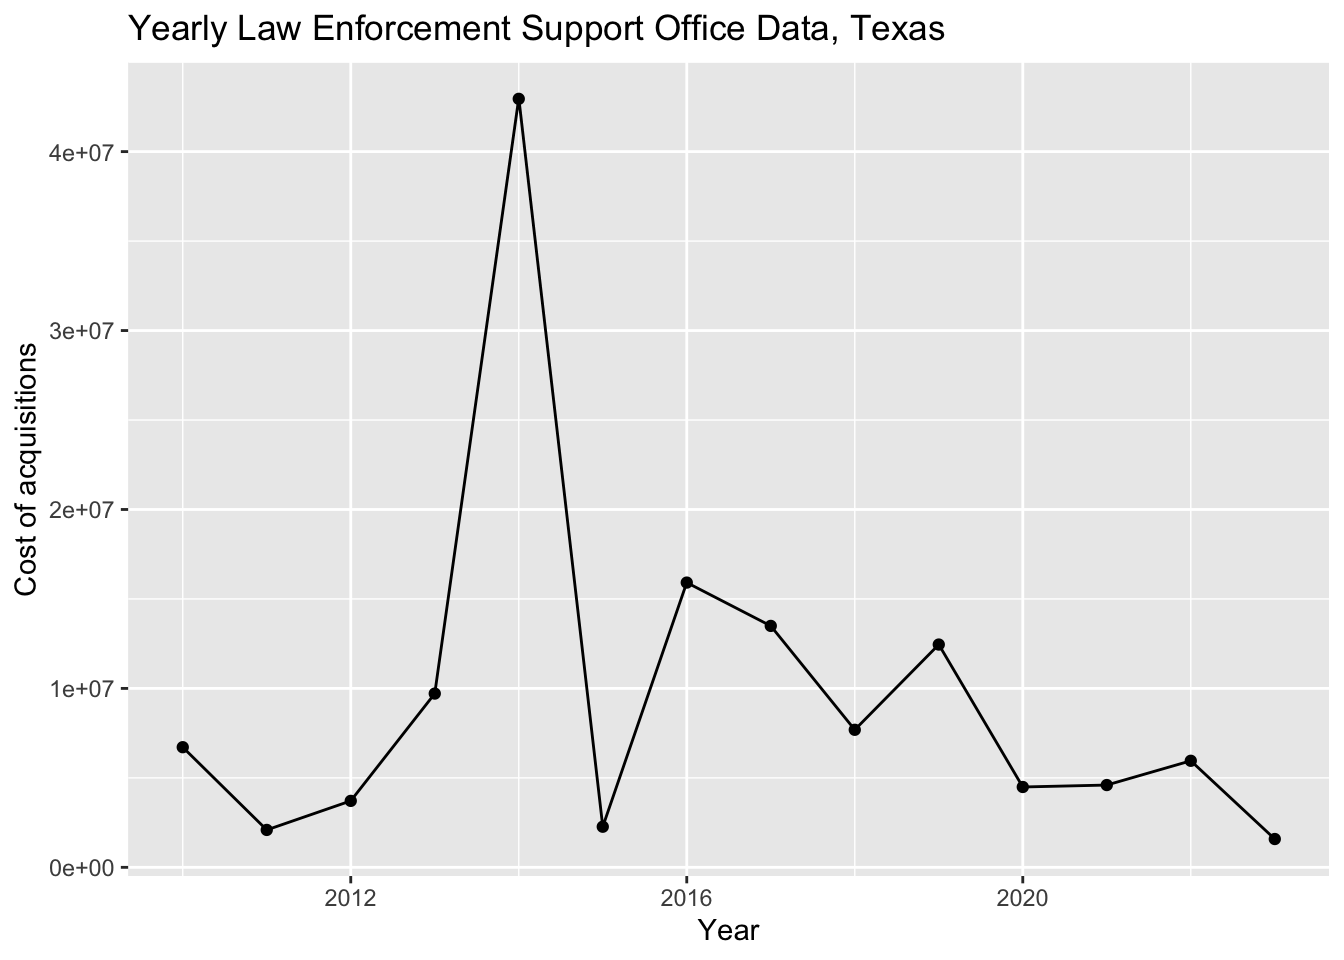 Yearly Law Enforcement Support Office Data, Texas
Cost of acquisitions
4e+07
3e+07
2e+07
1e+07
0e+00
2012
2016
2020
Year